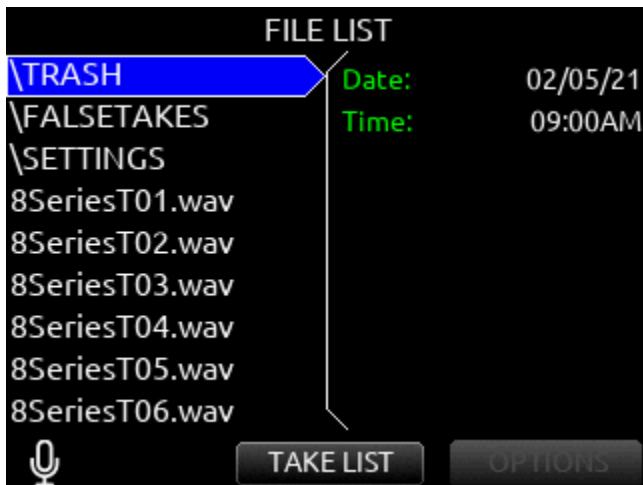 FILE LIST
\TRASH
\FALSETAKES
\SETTINGS
8SeriesT01.wav
8SeriesT02.wav
8SeriesT03.wav
8SeriesT04.wav
8SeriesT05.wav
8SeriesT06.wav
Date: 02/05/21
Time: 09:00AM
TAKE LIST
OPTIONS